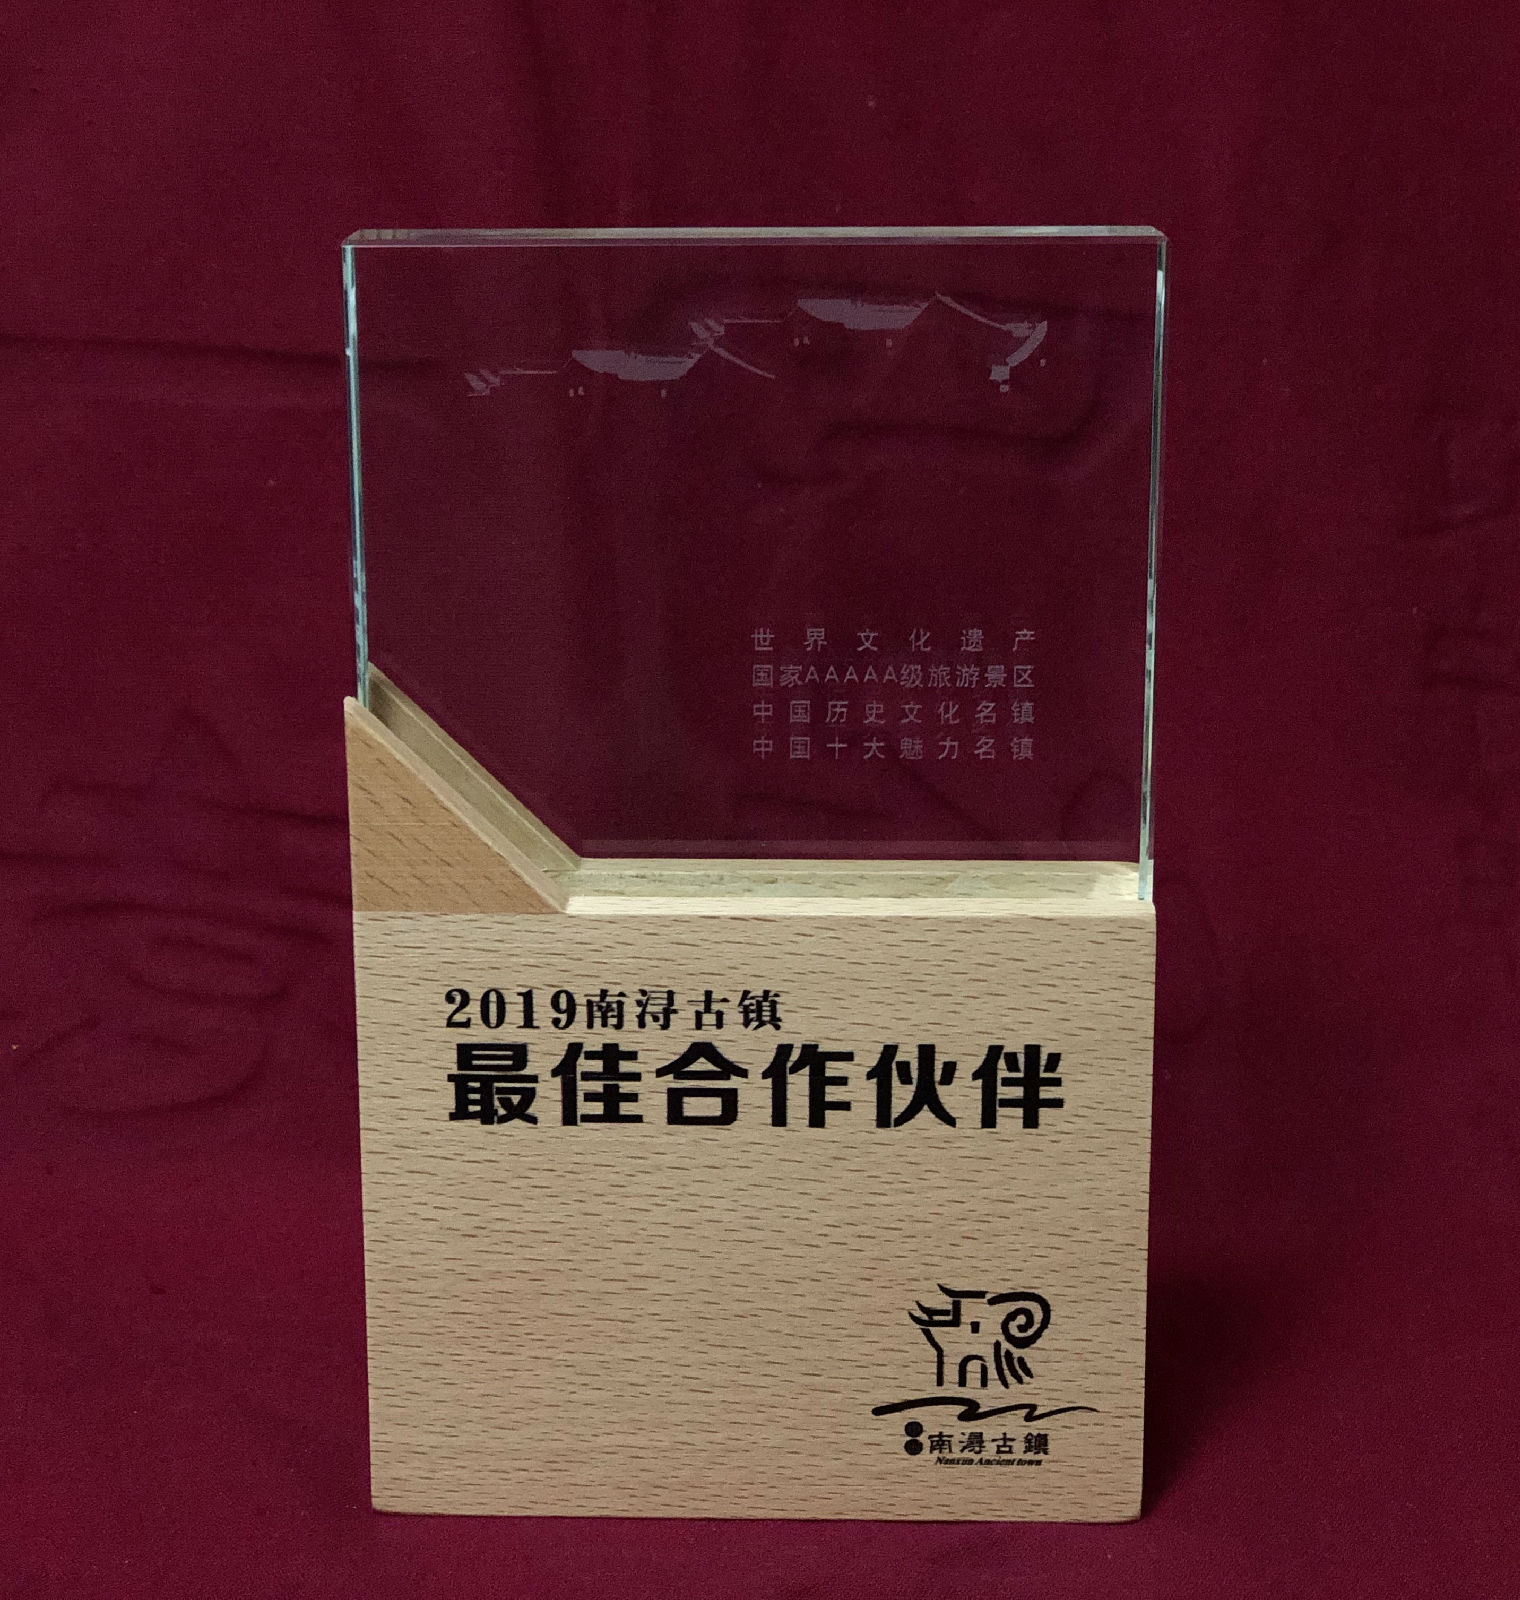 世界文化遗产
国家AAAAA级旅游景区
中国历史文化名镇
中国十大魅力名镇
2019南浔古镇
最佳合作伙伴
南潯古鎮
Nanxun Ancient town